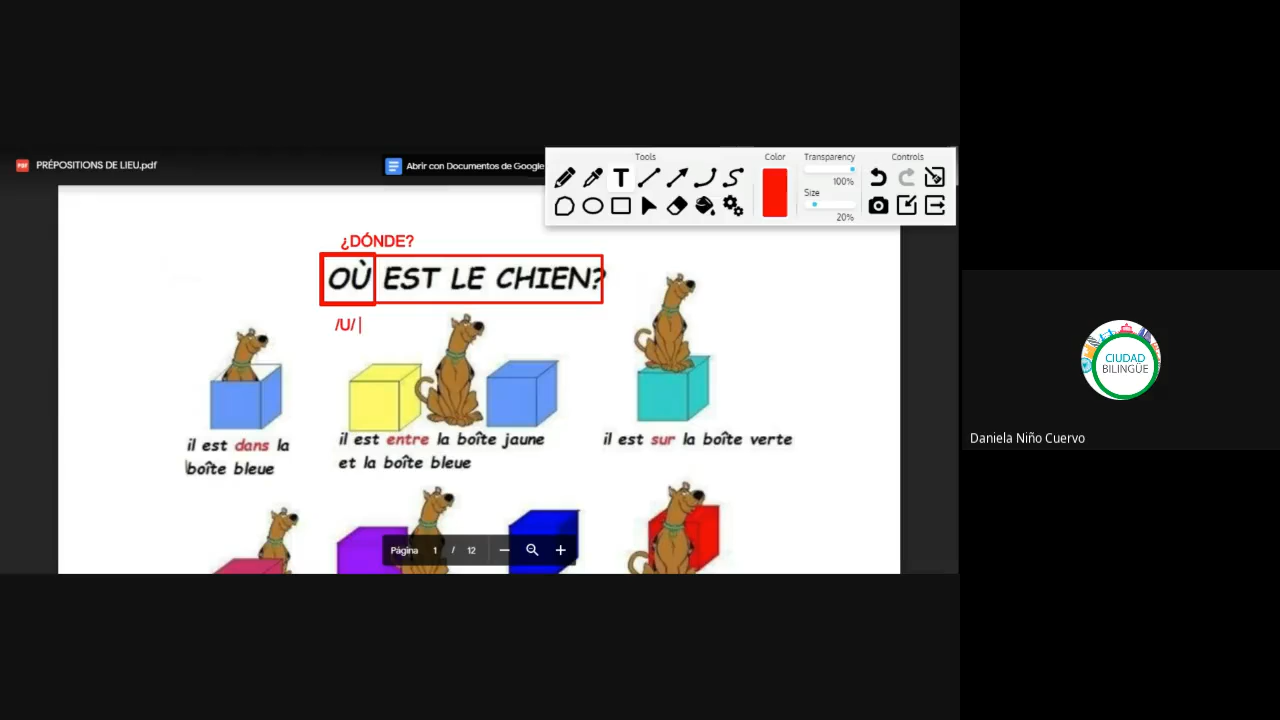 PDF
PRÉPOSITIONS DE LIEU.pdf
Abrir con Documentos de Google
Tools
Color
Transparency
Controls
T
100%
Size
20%
¿DÓNDE?
OÙ EST LE CHIEN?
/U/
il est dans la
boîte bleue
il est entre la boîte jaune
et la boîte bleue
il est sur la boîte verte
Página 1 / 12
CIUDAD
BILINGÜE
Daniela Niño Cuervo